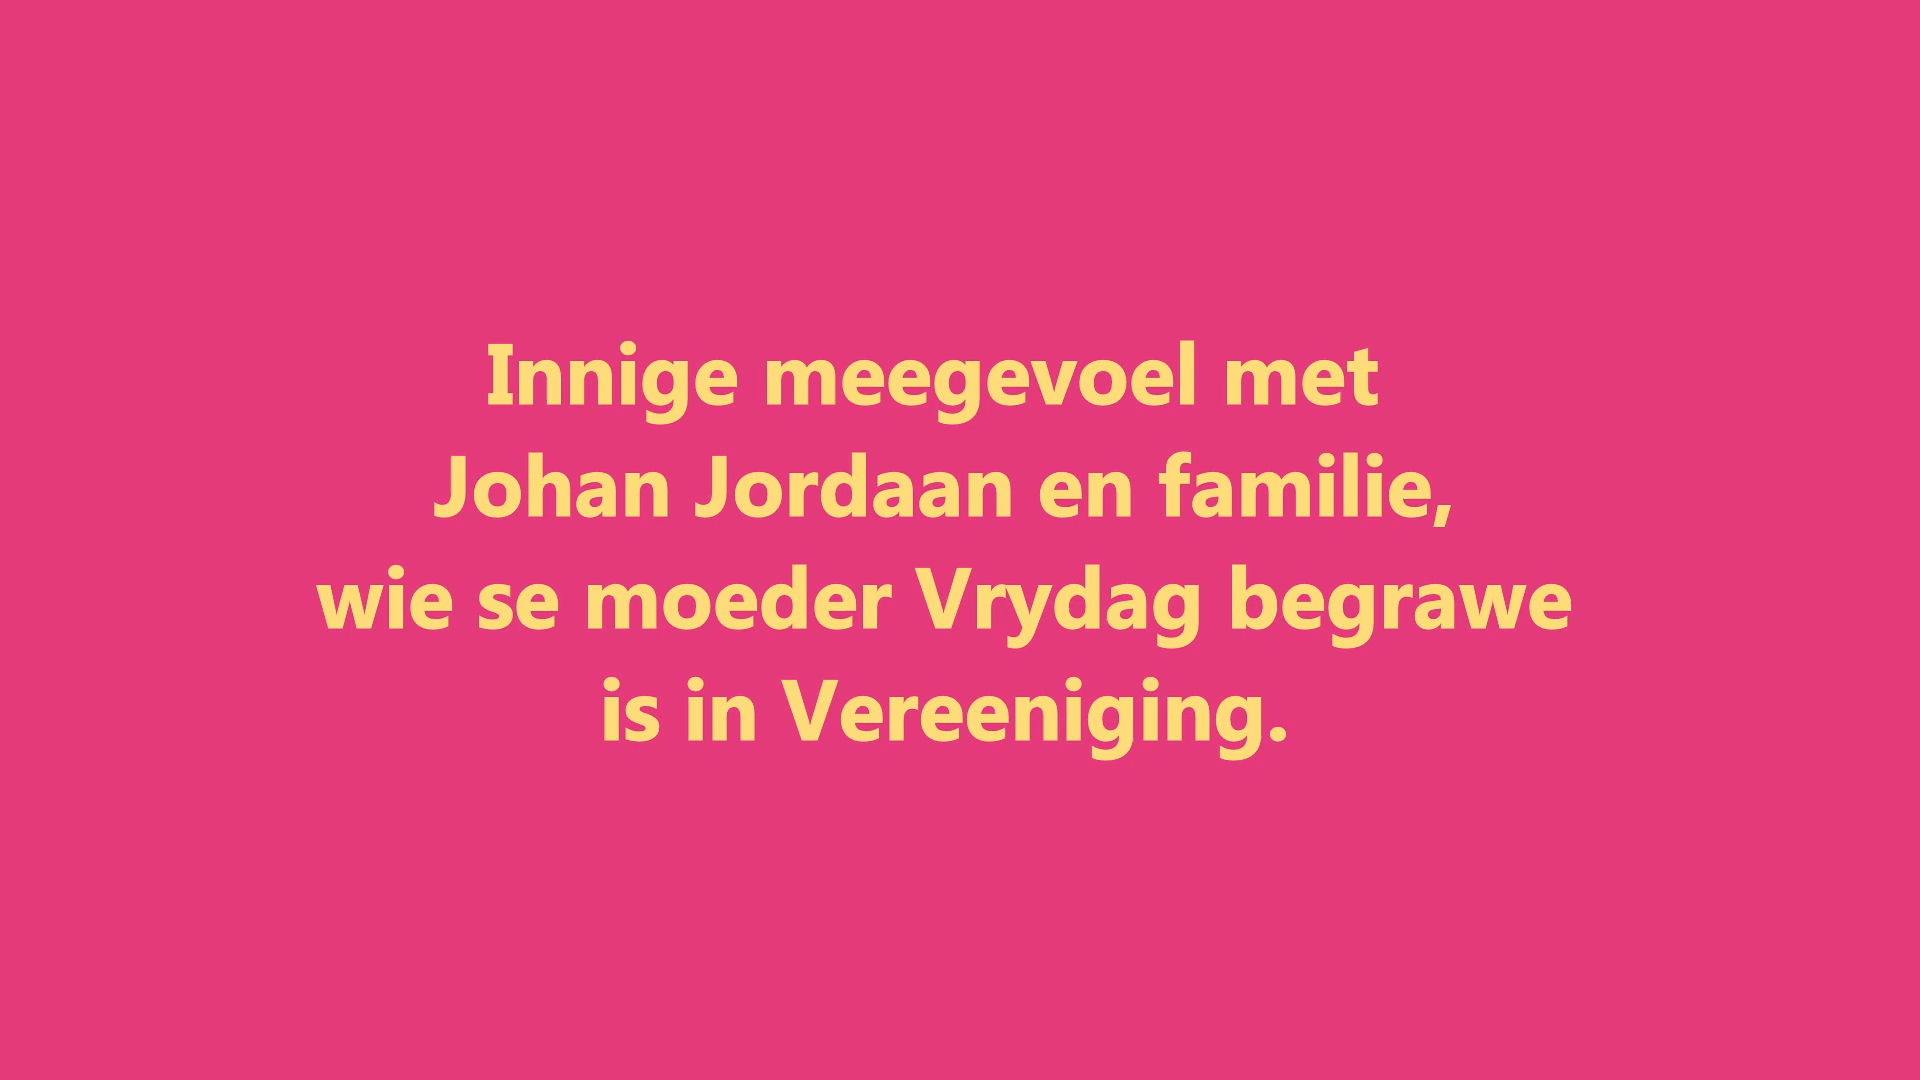 Innige meegevoel met
Johan Jordaan en familie,
wie se moeder Vrydag begrawe
is in Vereeniging.